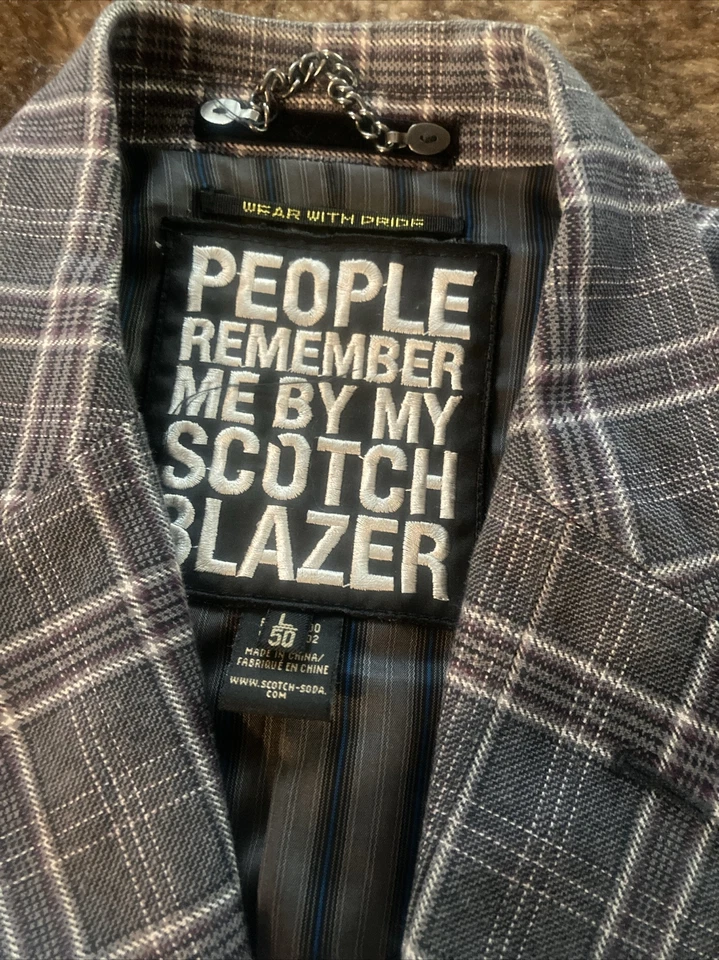 WEAR WITH PRIDE
PEOPLE
REMEMBER
ME BY MY
SCOTCH
BLAZER
L
50
MADE IN CHINA/
FABRIQUÉ EN CHINE
WWW.SCOTCH-SODA.
COM